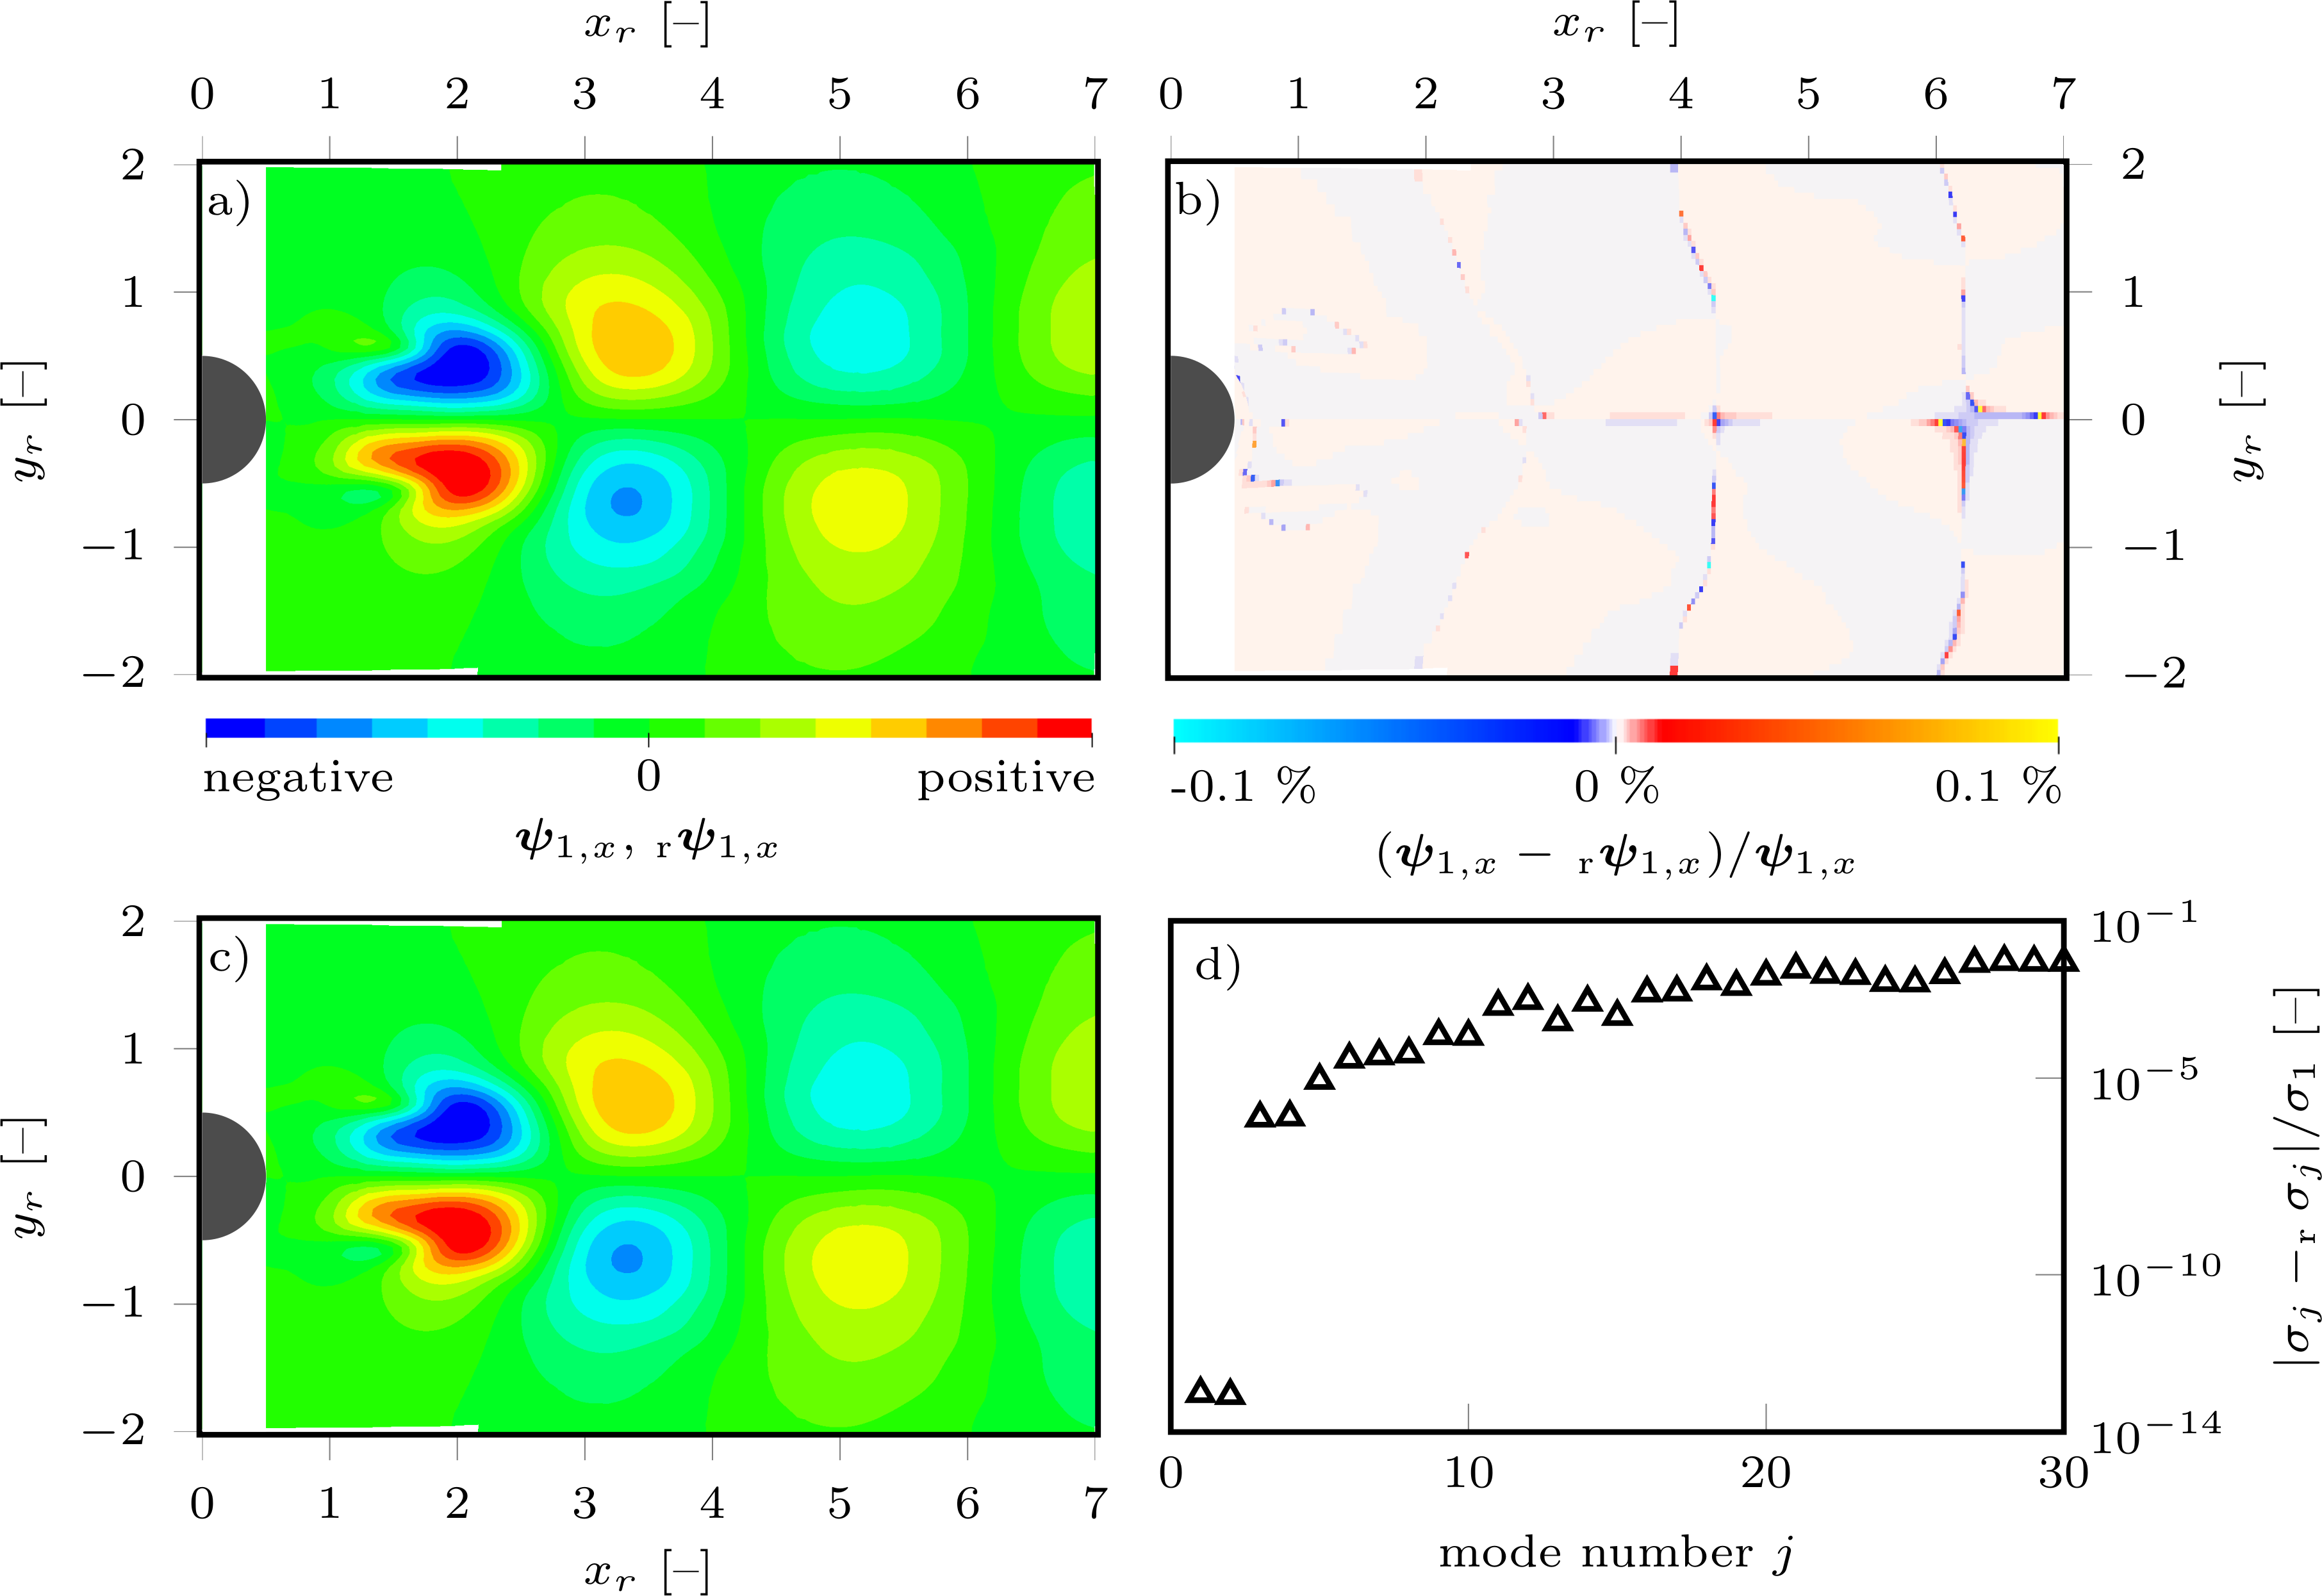 x_r [–] x_r [–]
0 1 2 3 4 5 6 7 0 1 2 3 4 5 6 7
a) b)
2 1 0 −1 −2
y_r [–]
2 1 0 −1 −2
y_r [–]
negative 0 positive
-0.1 % 0 % 0.1 %
ψ_{1,x}, _rψ_{1,x}
(ψ_{1,x} − _rψ_{1,x})/ψ_{1,x}
c)
2 1 0 −1 −2
y_r [–]
0 1 2 3 4 5 6 7
x_r [–]
d)
10^{−1}
10^{−5}
10^{−10}
10^{−14}
|σ_j −_r σ_j|/σ_1 [–]
0 10 20 30
mode number j